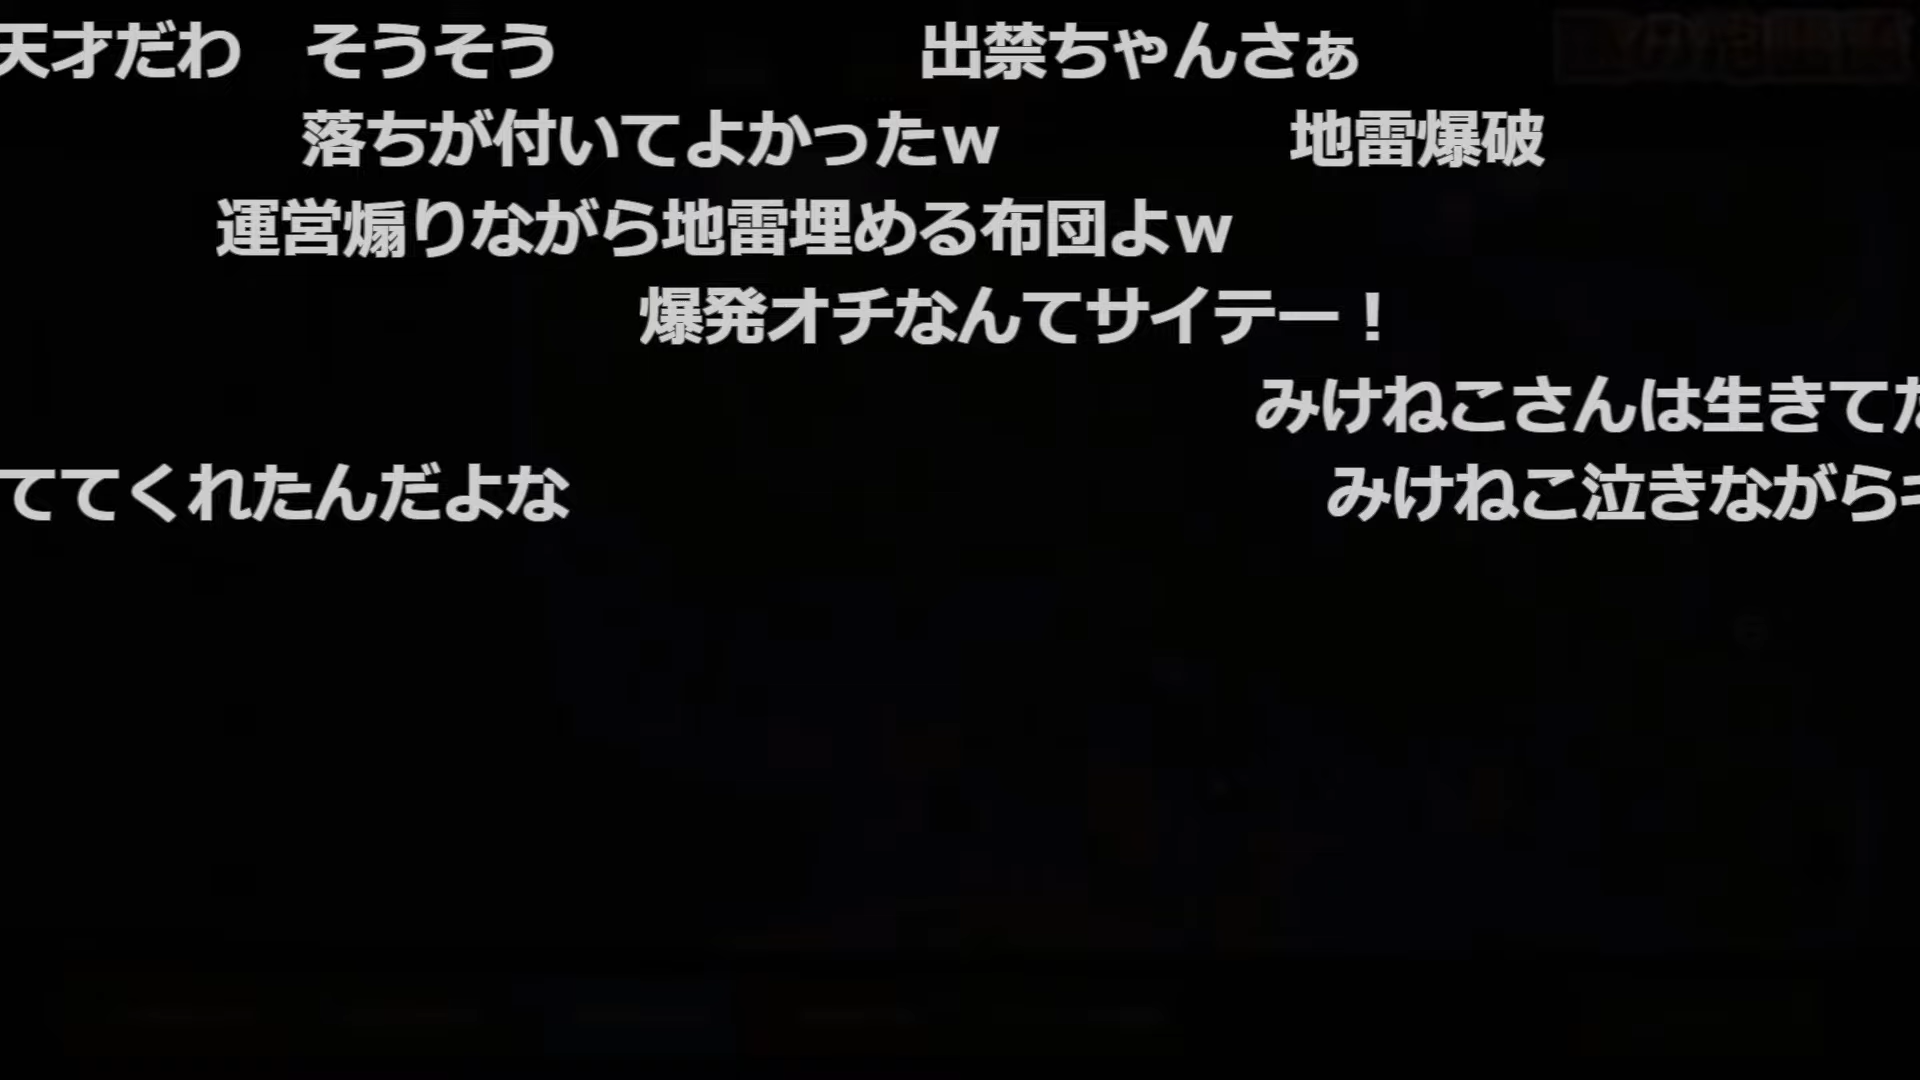 天才だわ　そうそう　出禁ちゃんさぁ
落ちが付いてよかったw　地雷爆破
運営煽りながら地雷埋める布団よw
爆発オチなんてサイテー！
みけねこさんは生きてた
ててくれたんだよな　みけねこ泣きながら